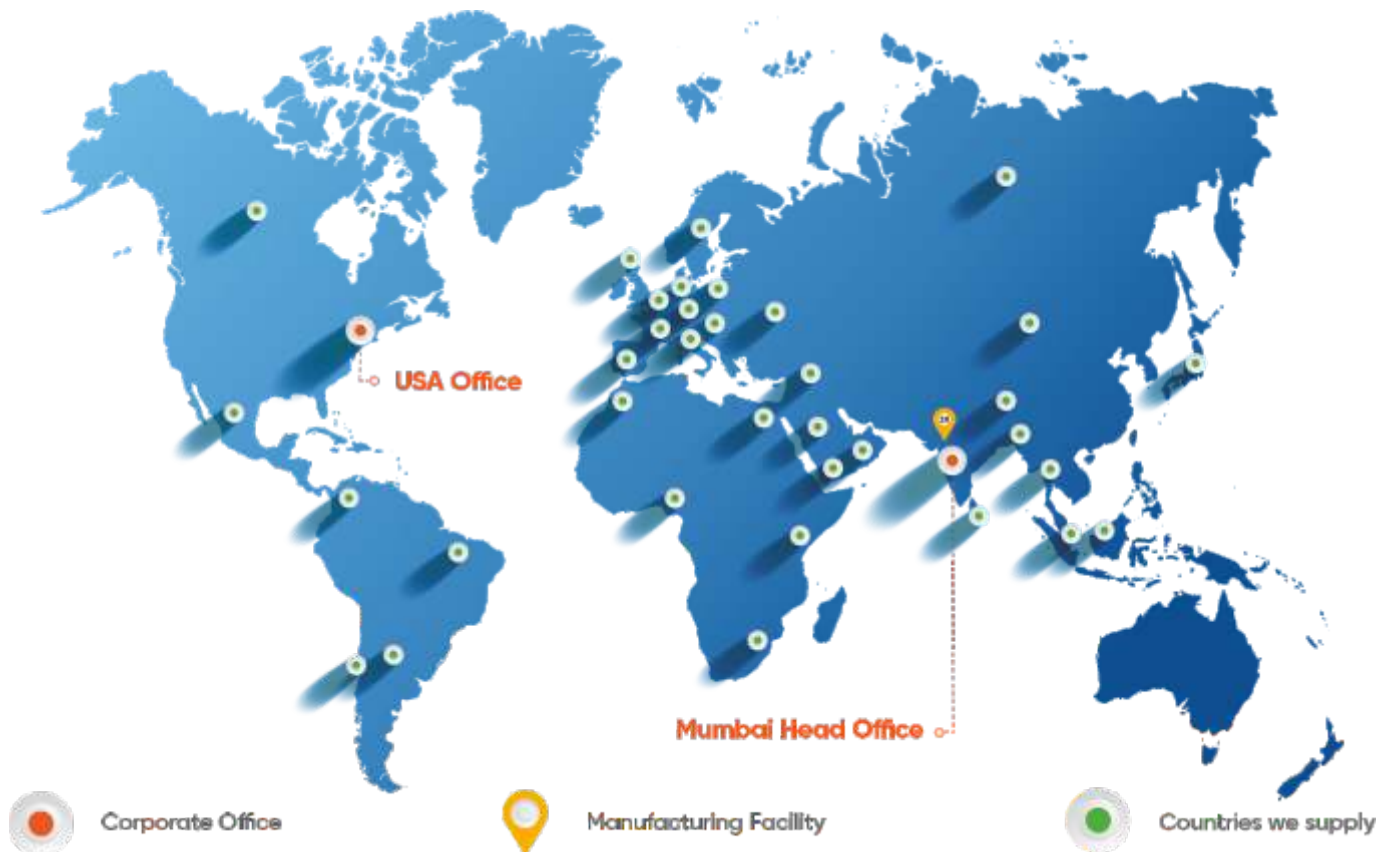 USA Office
Mumbai Head Office
Corporate Office
Manufacturing Facility
Countries we supply